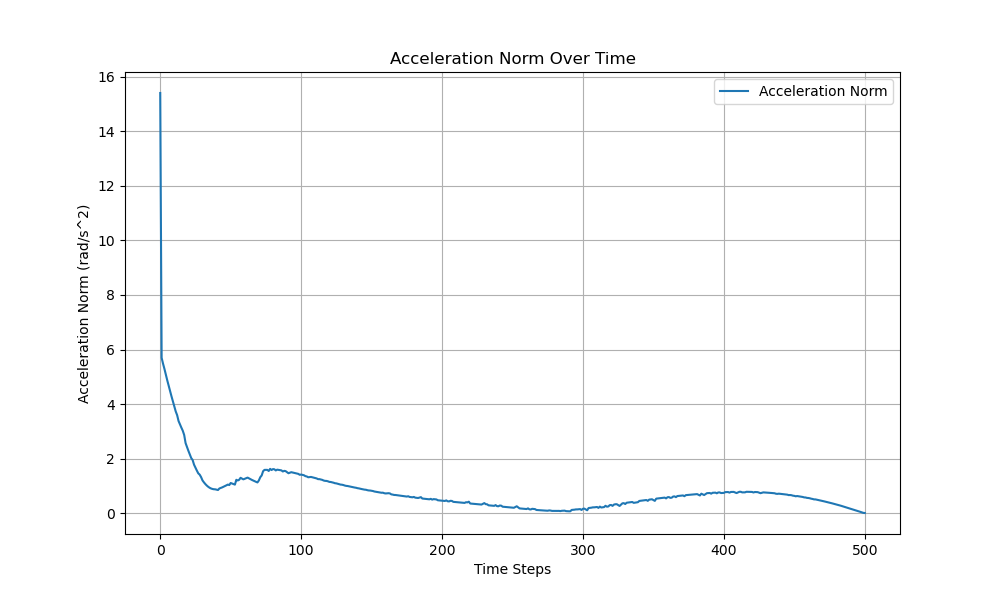 Acceleration Norm Over Time
Acceleration Norm
Acceleration Norm (rad/s^2)
16
14
12
10
8
6
4
2
0
0 100 200 300 400 500
Time Steps